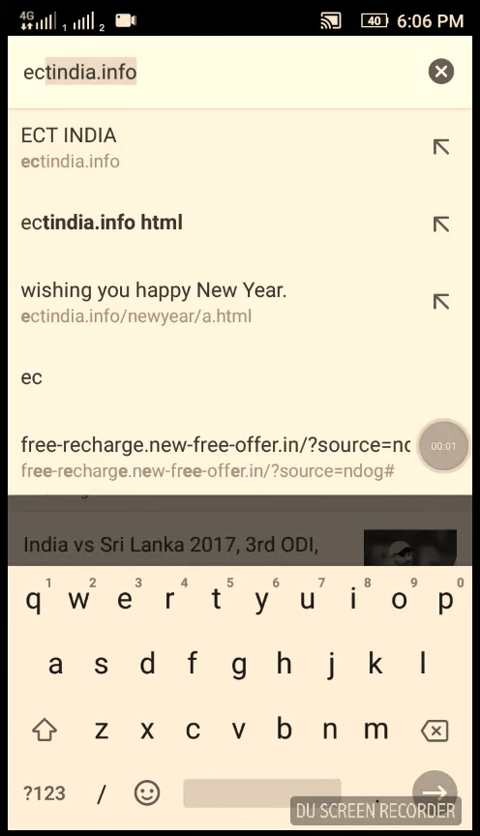 4G 1 2 40 6:06 PM
ectindia.info
ECT INDIA
ectindia.info
ectindia.info html
wishing you happy New Year.
ectindia.info/newyear/a.html
ec
free-recharge.new-free-offer.in/?source=nd
00:01
free-recharge.new-free-offer.in/?source=ndog#
India vs Sri Lanka 2017, 3rd ODI,
1 2 3 4 5 6 7 8 9 0
q w e r t y u i o p
a s d f g h j k l
z x c v b n m
?123 / .
DU SCREEN RECORDER